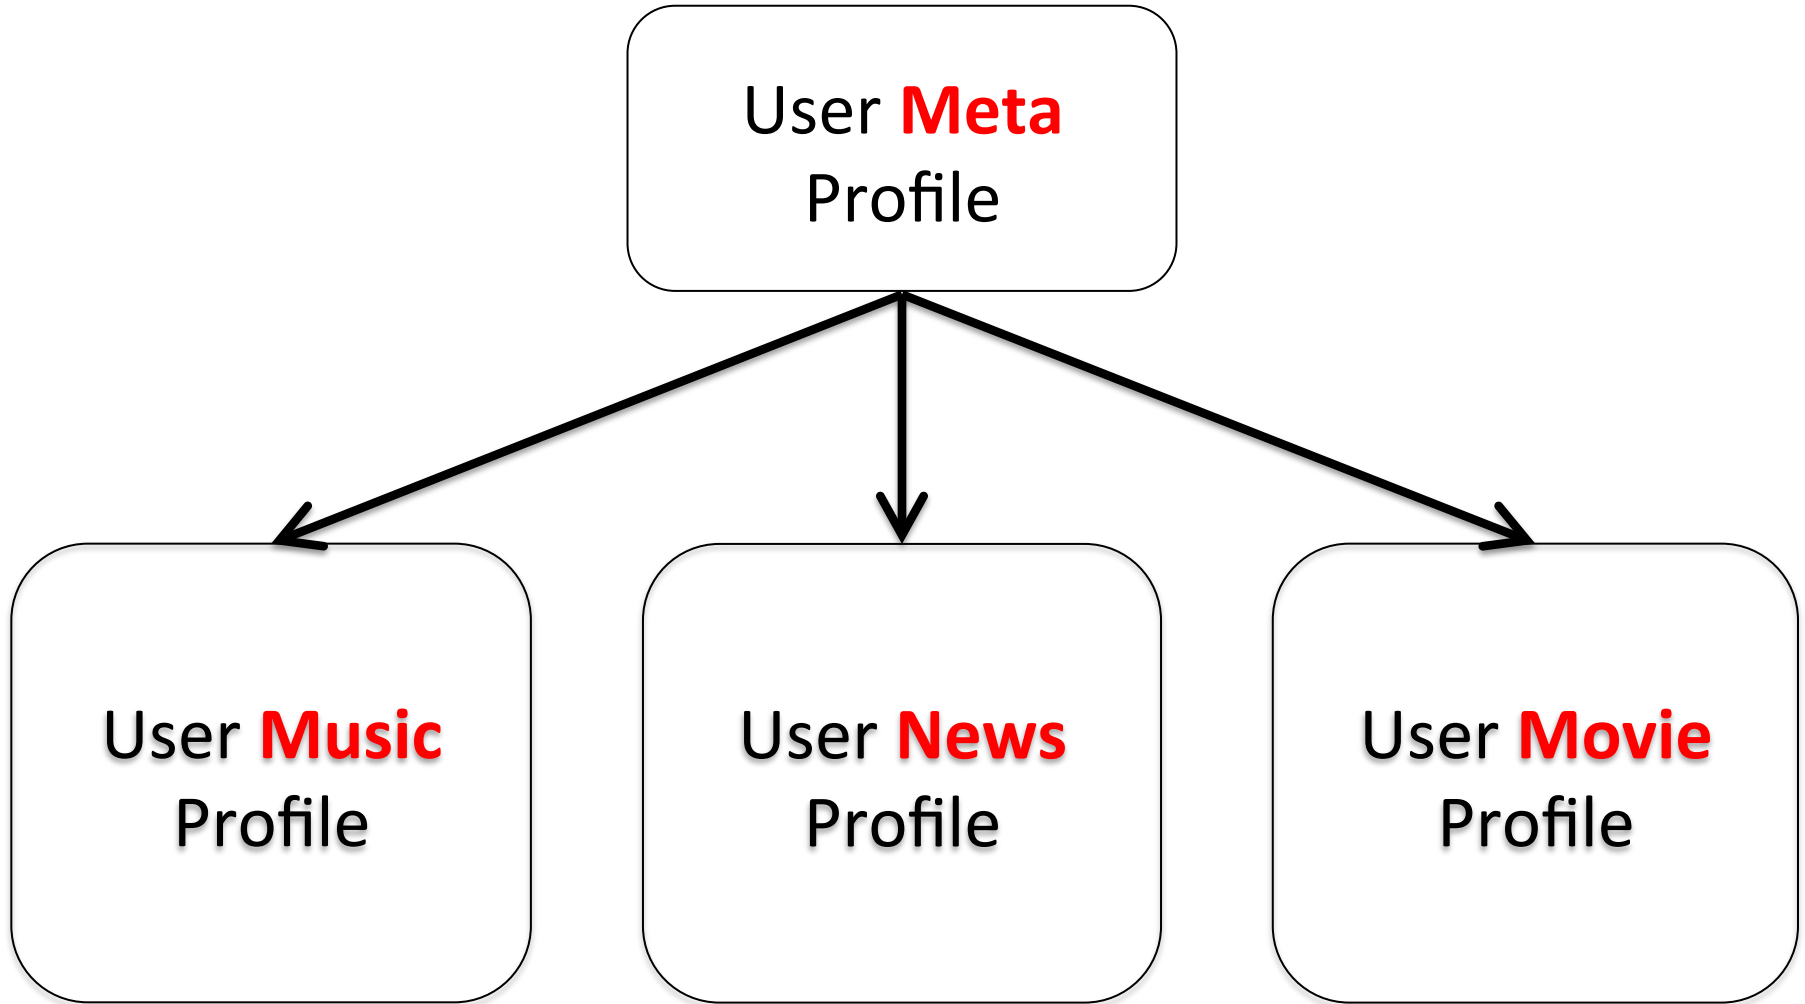 User Meta
Profile
User Music
Profile
User News
Profile
User Movie
Profile